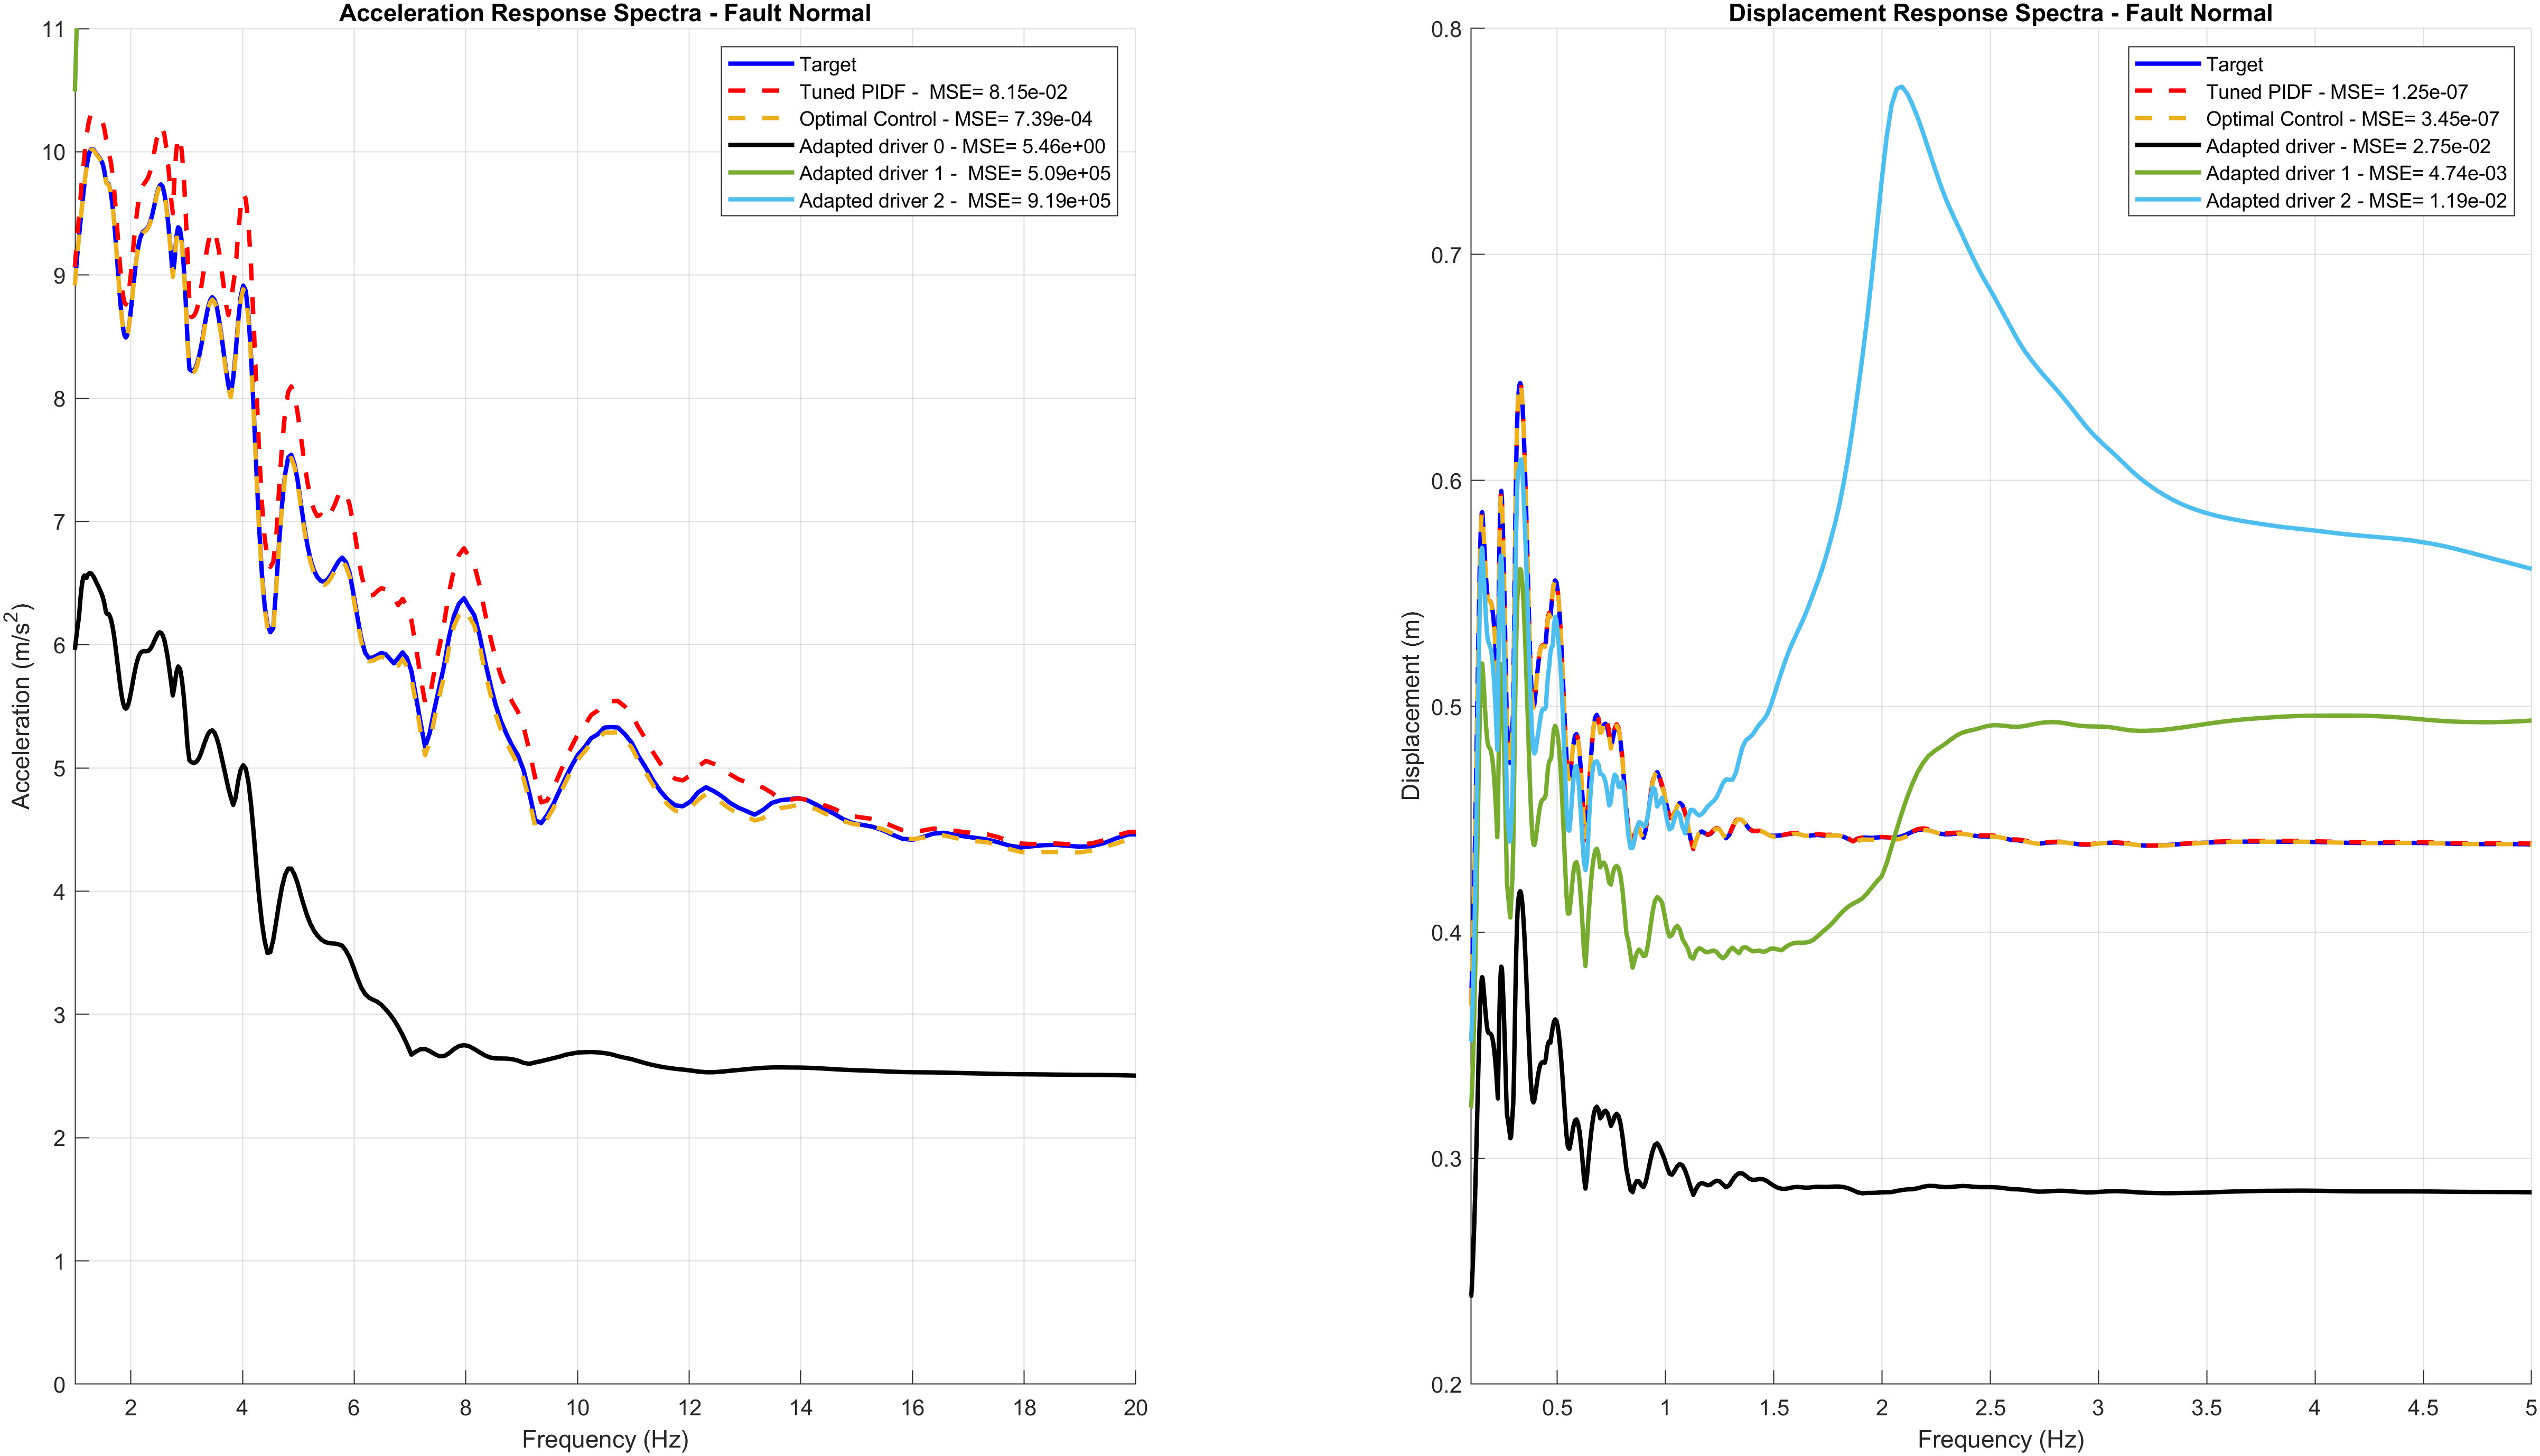 Acceleration Response Spectra - Fault Normal
11
10
9
8
7
6
5
4
3
2
1
0
Acceleration (m/s²)
2 4 6 8 10 12 14 16 18 20
Frequency (Hz)
Target
Tuned PIDF -  MSE= 8.15e-02
Optimal Control - MSE= 7.39e-04
Adapted driver 0 - MSE= 5.46e+00
Adapted driver 1 -  MSE= 5.09e+05
Adapted driver 2 -  MSE= 9.19e+05
Displacement Response Spectra - Fault Normal
0.8
0.7
0.6
0.5
0.4
0.3
0.2
Displacement (m)
0.5 1 1.5 2 2.5 3 3.5 4 4.5 5
Frequency (Hz)
Target
Tuned PIDF - MSE= 1.25e-07
Optimal Control - MSE= 3.45e-07
Adapted driver - MSE= 2.75e-02
Adapted driver 1 - MSE= 4.74e-03
Adapted driver 2 - MSE= 1.19e-02